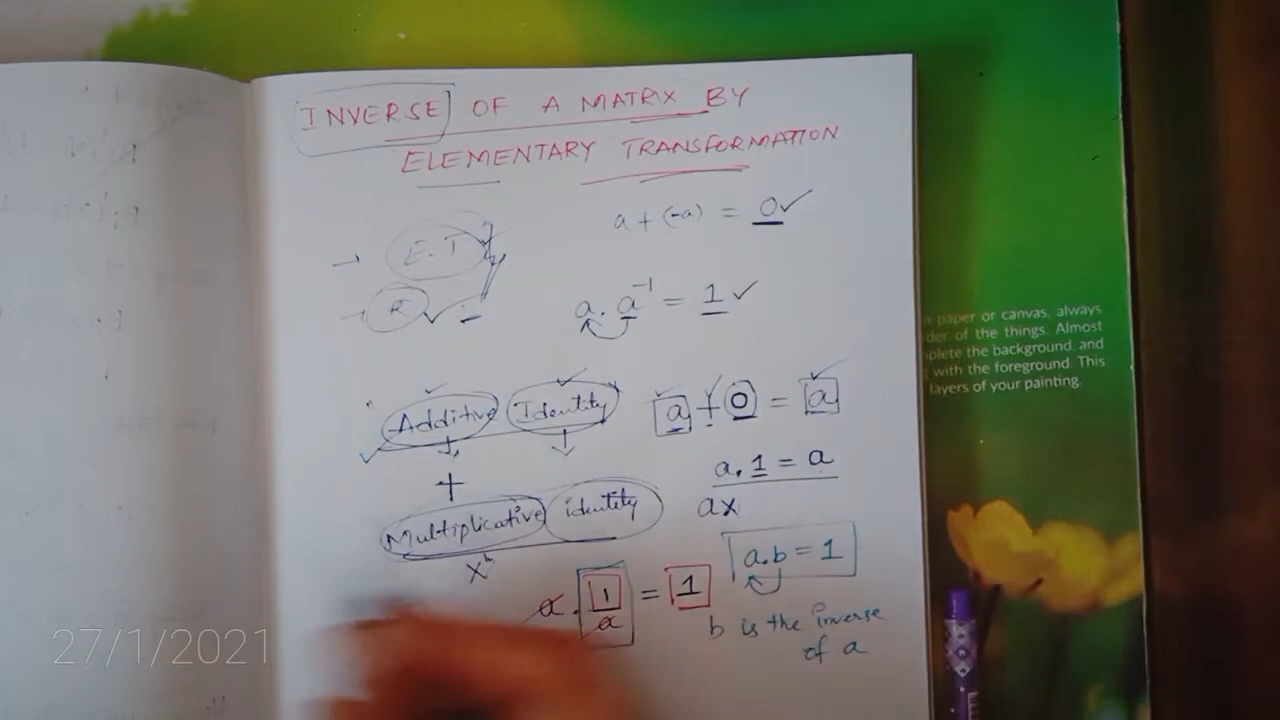 INVERSE OF A MATRIX BY
ELEMENTARY TRANSFORMATION
a + (-a) = 0 ✓
→ E.T
→ R ✓
a . a⁻¹ = 1 ✓
Additive Identity
a + 0 = a
+
a . 1 = a
Multiplicative identity
ax
xⁿ
a.b = 1
a . 1/a = 1
b is the inverse
of a
paper or canvas, always
der of the things. Almost
plete the background, and
with the foreground. This
layers of your painting.
27/1/2021